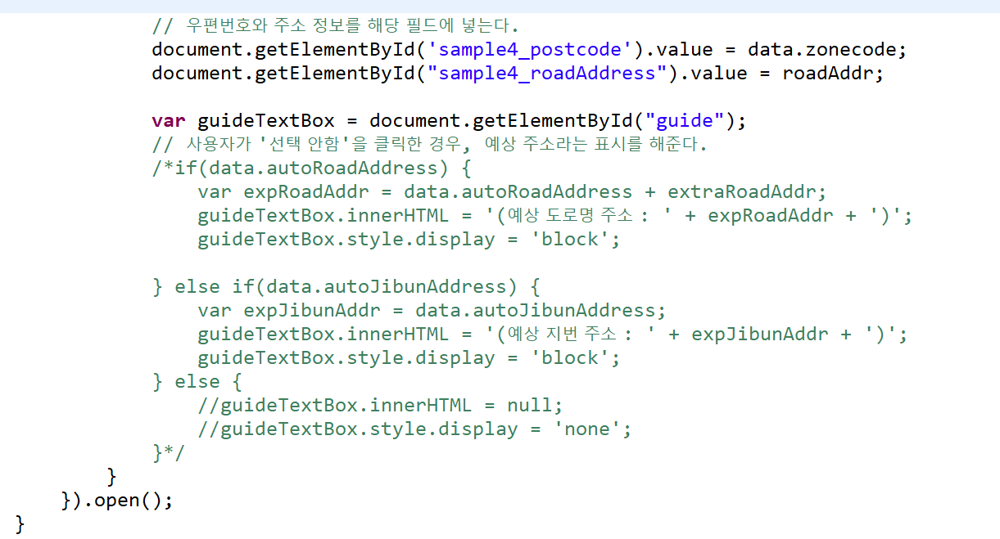 // 우편번호와 주소 정보를 해당 필드에 넣는다.
document.getElementById('sample4_postcode').value = data.zonecode;
document.getElementById("sample4_roadAddress").value = roadAddr;
var guideTextBox = document.getElementById("guide");
// 사용자가 '선택 안함'을 클릭한 경우, 예상 주소라는 표시를 해준다.
/*if(data.autoRoadAddress) {
var expRoadAddr = data.autoRoadAddress + extraRoadAddr;
guideTextBox.innerHTML = '(예상 도로명 주소 : ' + expRoadAddr + ')';
guideTextBox.style.display = 'block';
} else if(data.autoJibunAddress) {
var expJibunAddr = data.autoJibunAddress;
guideTextBox.innerHTML = '(예상 지번 주소 : ' + expJibunAddr + ')';
guideTextBox.style.display = 'block';
} else {
//guideTextBox.innerHTML = null;
//guideTextBox.style.display = 'none';
}*/
}
}).open();
}